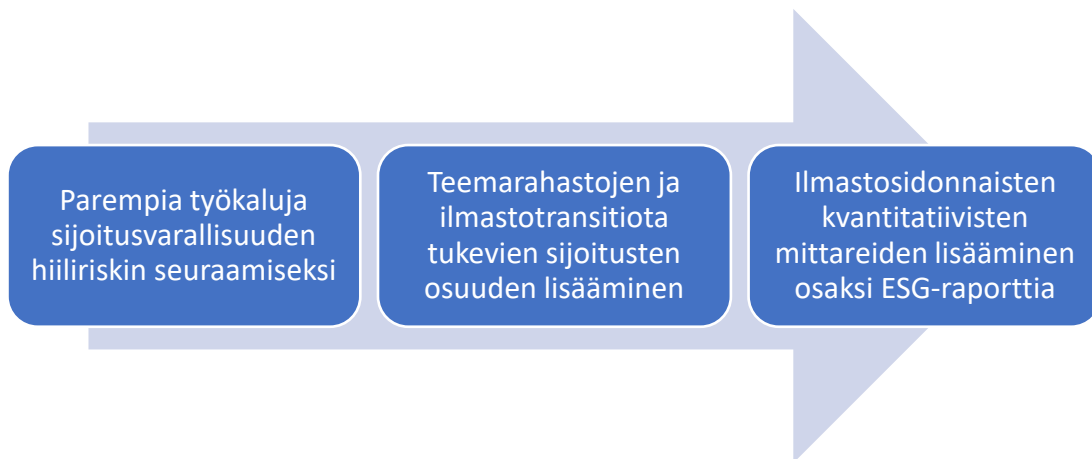 Parempia työkaluja
sijoitusvarallisuuden
hiiliriskin seuraamiseksi
Teemarahastojen ja
ilmastotransitiota
tukevien sijoitusten
osuuden lisääminen
Ilmastosidonnaisten
kvantitatiivisten
mittareiden lisääminen
osaksi ESG-raporttia